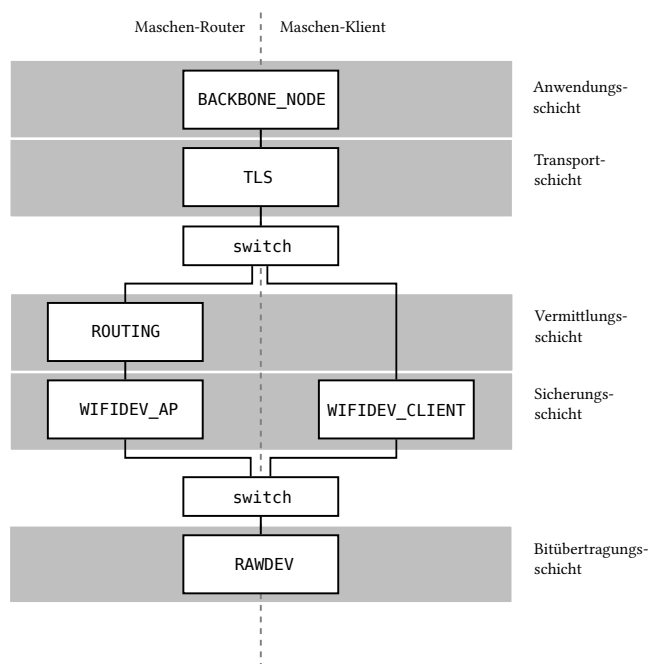 Maschen-Router
Maschen-Klient
BACKBONE_NODE
Anwendungs-
schicht
TLS
Transport-
schicht
switch
ROUTING
Vermittlungs-
schicht
WIFIDEV_AP
WIFIDEV_CLIENT
Sicherungs-
schicht
switch
RAWDEV
Bitübertragungs-
schicht